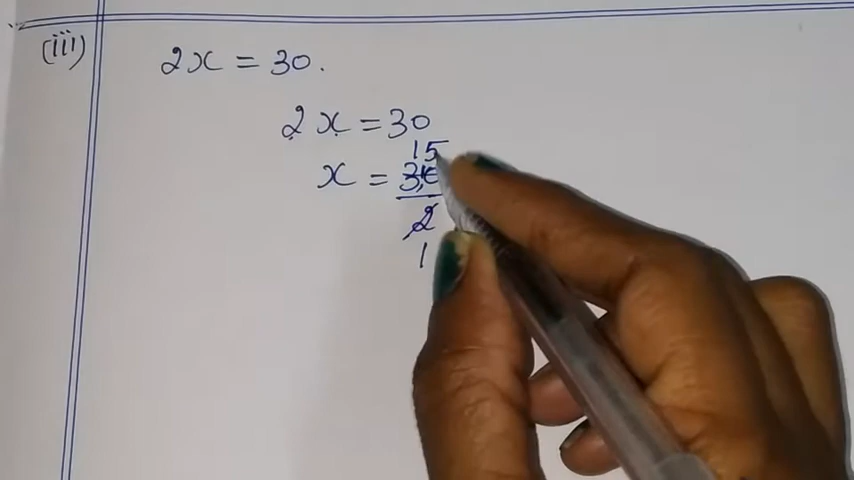 (iii) 2x = 30.
2x = 30
15
x = 30
2
1